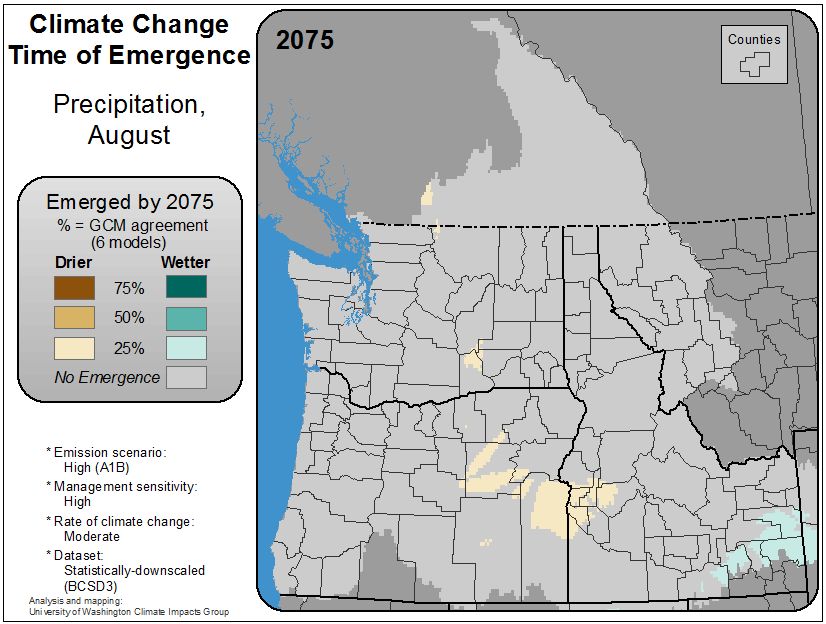 Climate Change
Time of Emergence
Precipitation,
August
Emerged by 2075
% = GCM agreement
(6 models)
Drier Wetter
75%
50%
25%
No Emergence
* Emission scenario:
High (A1B)
* Management sensitivity:
High
* Rate of climate change:
Moderate
* Dataset:
Statistically-downscaled
(BCSD3)
Analysis and mapping:
University of Washington Climate Impacts Group
2075
Counties